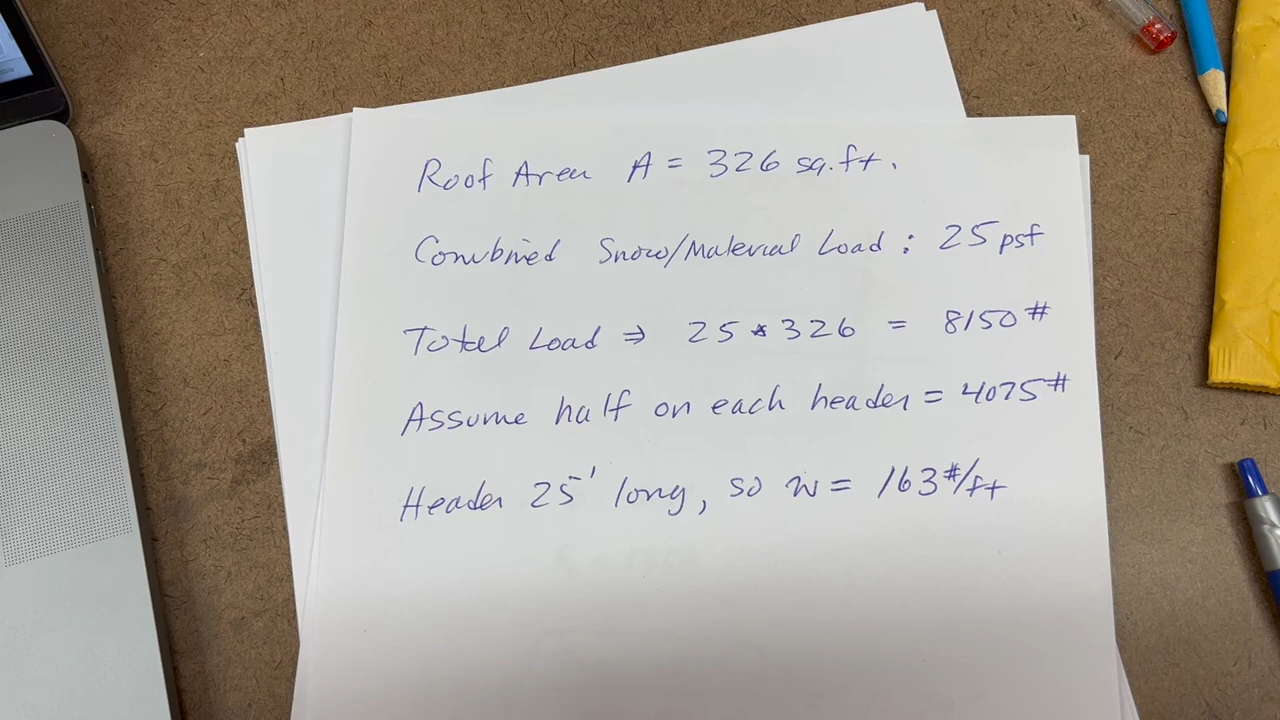 Roof Area A = 326 sq.ft.
Combined Snow/Material Load : 25 psf
Total Load ⇒ 25 * 326 = 8150#
Assume half on each header = 4075#
Header 25' long, so w = 163#/ft